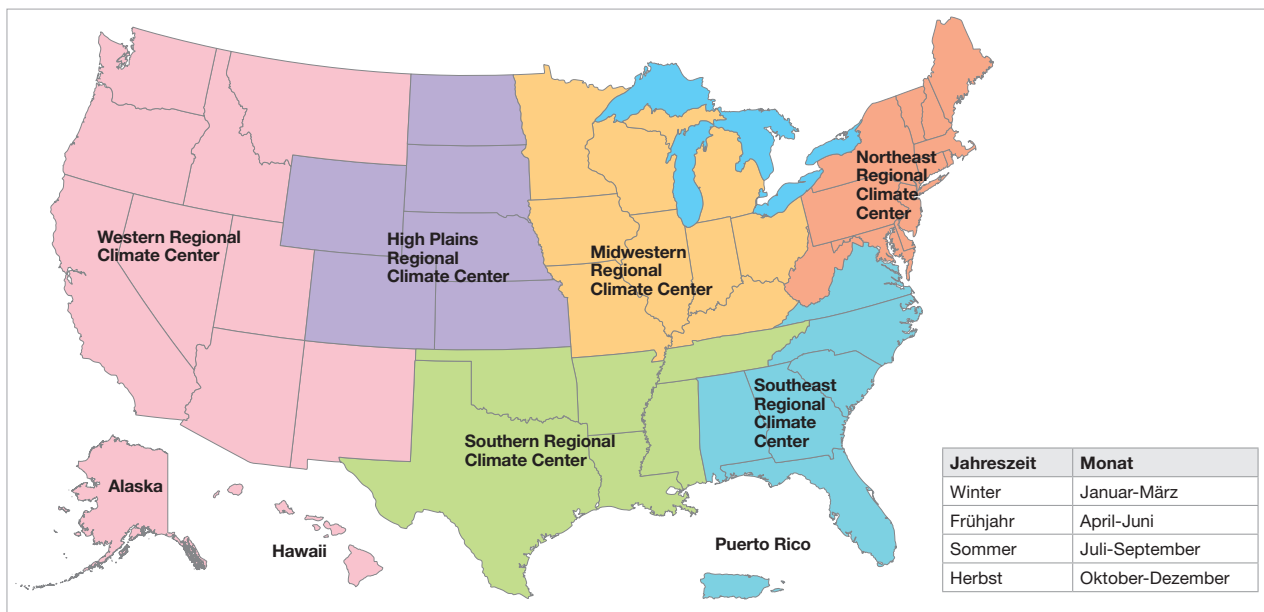 Northeast
Regional
Climate
Center
Western Regional
Climate Center
High Plains
Regional
Climate Center
Midwestern
Regional
Climate Center
Southeast
Regional
Climate
Center
Southern Regional
Climate Center
Alaska
Hawaii
Puerto Rico
Jahreszeit Monat
Winter Januar-März
Frühjahr April-Juni
Sommer Juli-September
Herbst Oktober-Dezember